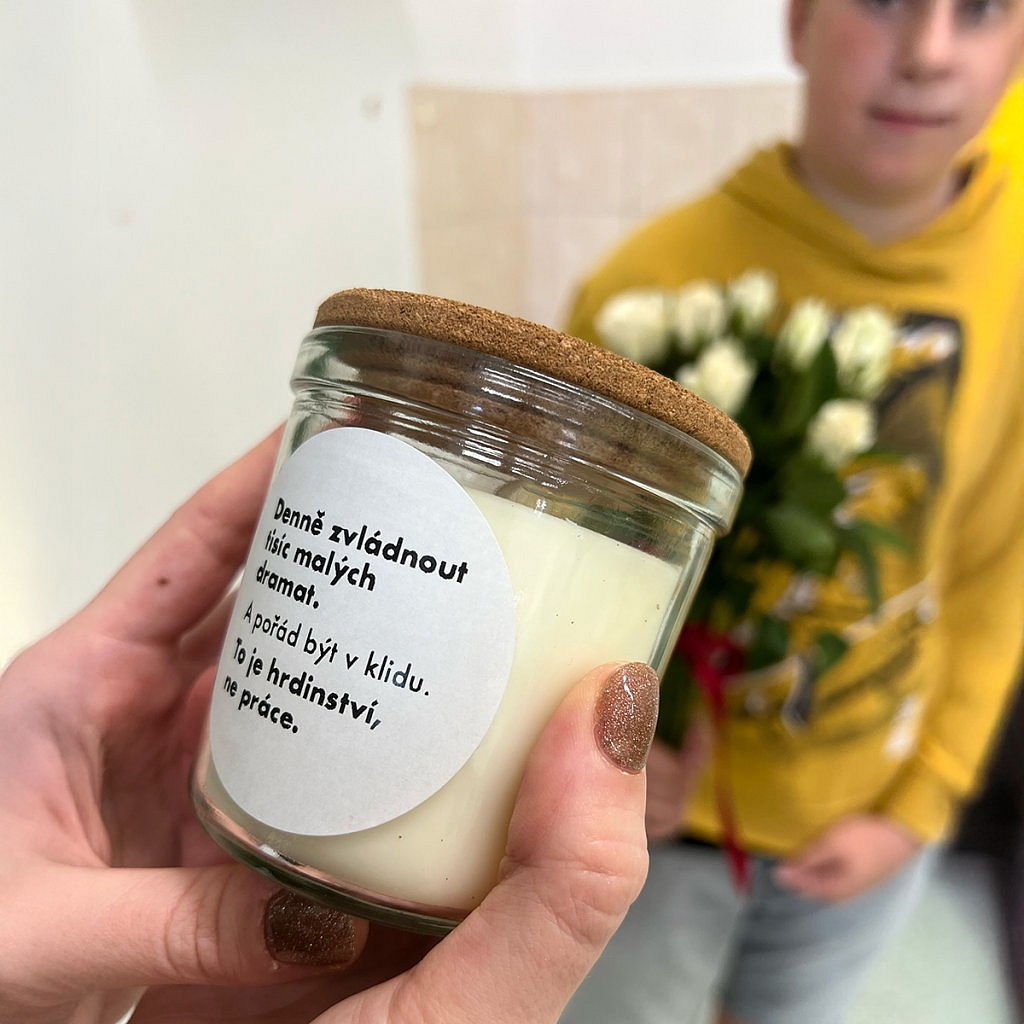 Denně zvládnout
tisíc malých
dramat.
A pořád být v klidu.
To je hrdinství,
ne práce.